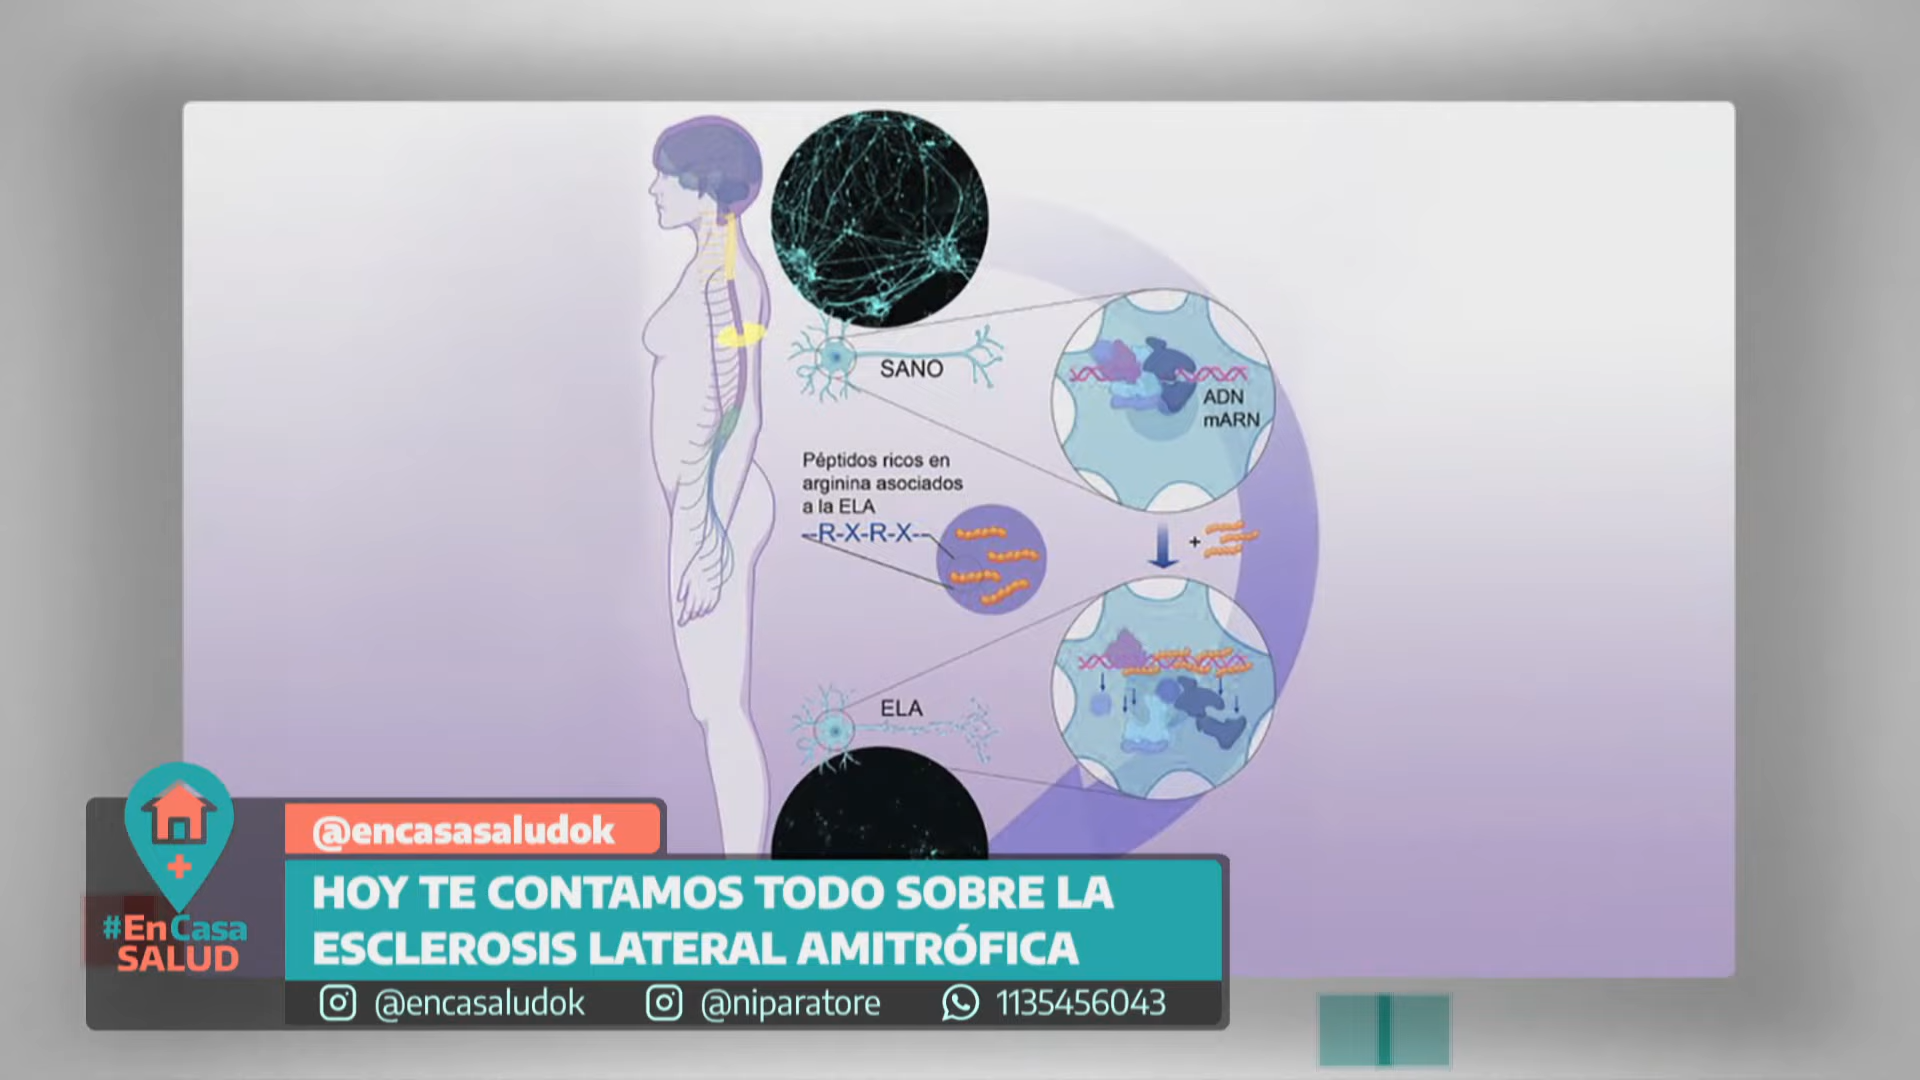 SANO
ADN
mARN
Péptidos ricos en
arginina asociados
a la ELA
–R-X-R-X--
+
ELA
@encasasaludok
HOY TE CONTAMOS TODO SOBRE LA
ESCLEROSIS LATERAL AMITRÓFICA
#EnCasa
SALUD
@encasaludok @niparatore 1135456043